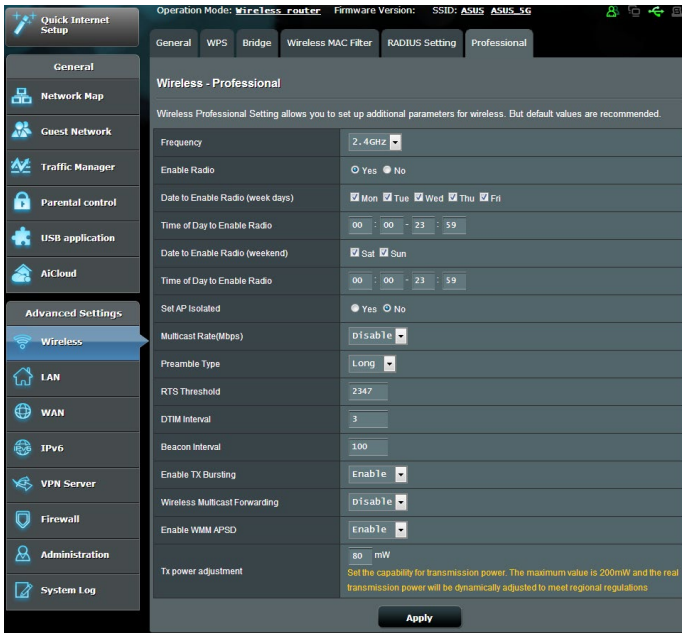 Operation Mode: Wireless router Firmware Version: SSID: ASUS ASUS_5G
Quick Internet
Setup
General WPS Bridge Wireless MAC Filter RADIUS Setting Professional
General
Network Map
Guest Network
Traffic Manager
Parental control
USB application
AiCloud
Advanced Settings
Wireless
LAN
WAN
IPv6
VPN Server
Firewall
Administration
System Log
Wireless - Professional
Wireless Professional Setting allows you to set up additional parameters for wireless. But default values are recommended.
Frequency 2.4GHz
Enable Radio Yes No
Date to Enable Radio (week days) Mon Tue Wed Thu Fri
Time of Day to Enable Radio 00 : 00 - 23 : 59
Date to Enable Radio (weekend) Sat Sun
Time of Day to Enable Radio 00 : 00 - 23 : 59
Set AP Isolated Yes No
Multicast Rate(Mbps) Disable
Preamble Type Long
RTS Threshold 2347
DTIM Interval 3
Beacon Interval 100
Enable TX Bursting Enable
Wireless Multicast Forwarding Disable
Enable WMM APSD Enable
Tx power adjustment 80 mW
Set the capability for transmission power. The maximum value is 200mW and the real
transmission power will be dynamically adjusted to meet regional regulations
Apply